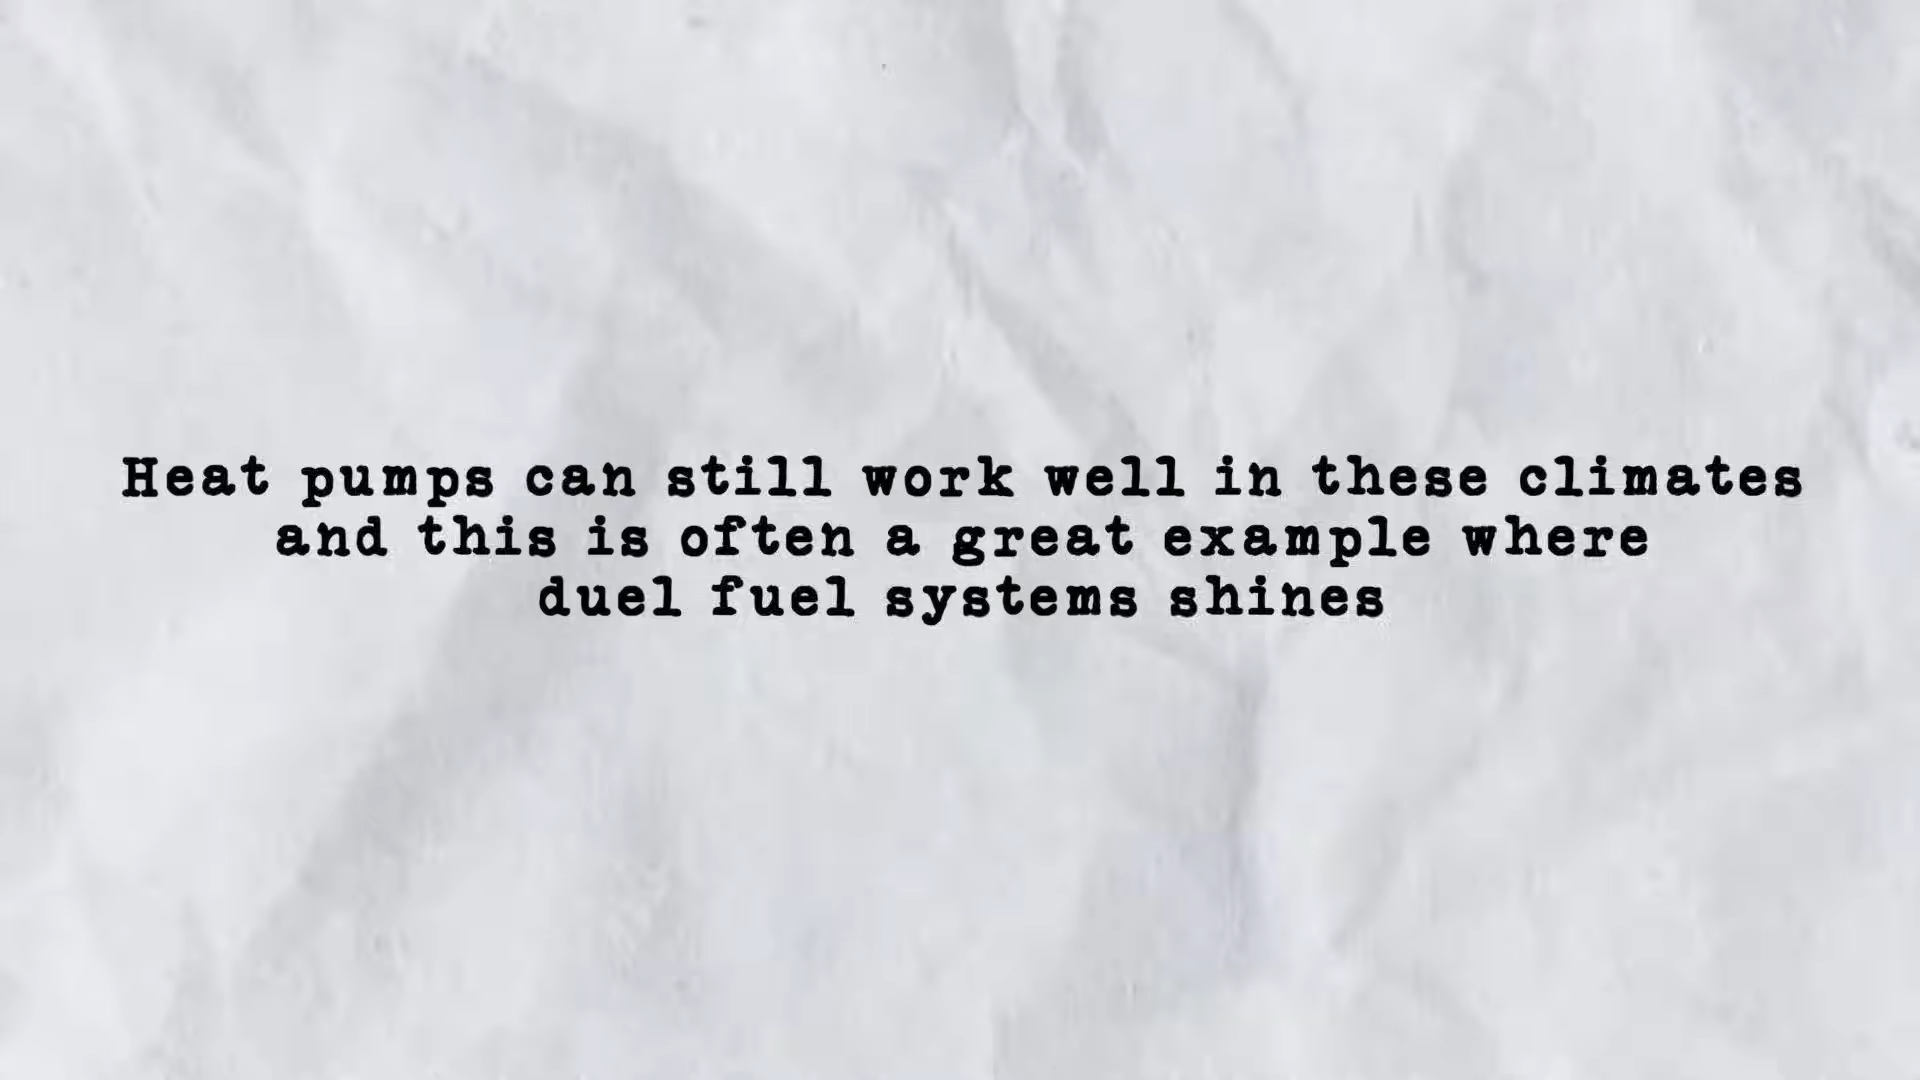 Heat pumps can still work well in these climates
and this is often a great example where
duel fuel systems shines